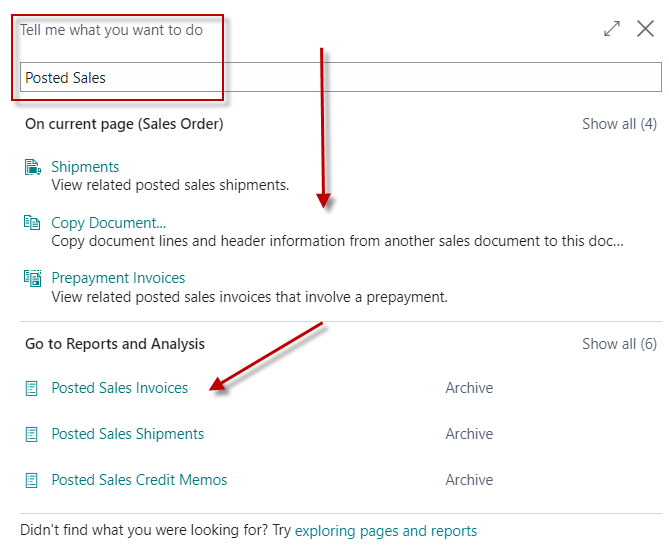 Tell me what you want to do
Posted Sales
On current page (Sales Order) Show all (4)
Shipments
View related posted sales shipments.
Copy Document...
Copy document lines and header information from another sales document to this doc...
Prepayment Invoices
View related posted sales invoices that involve a prepayment.
Go to Reports and Analysis Show all (6)
Posted Sales Invoices Archive
Posted Sales Shipments Archive
Posted Sales Credit Memos Archive
Didn't find what you were looking for? Try exploring pages and reports